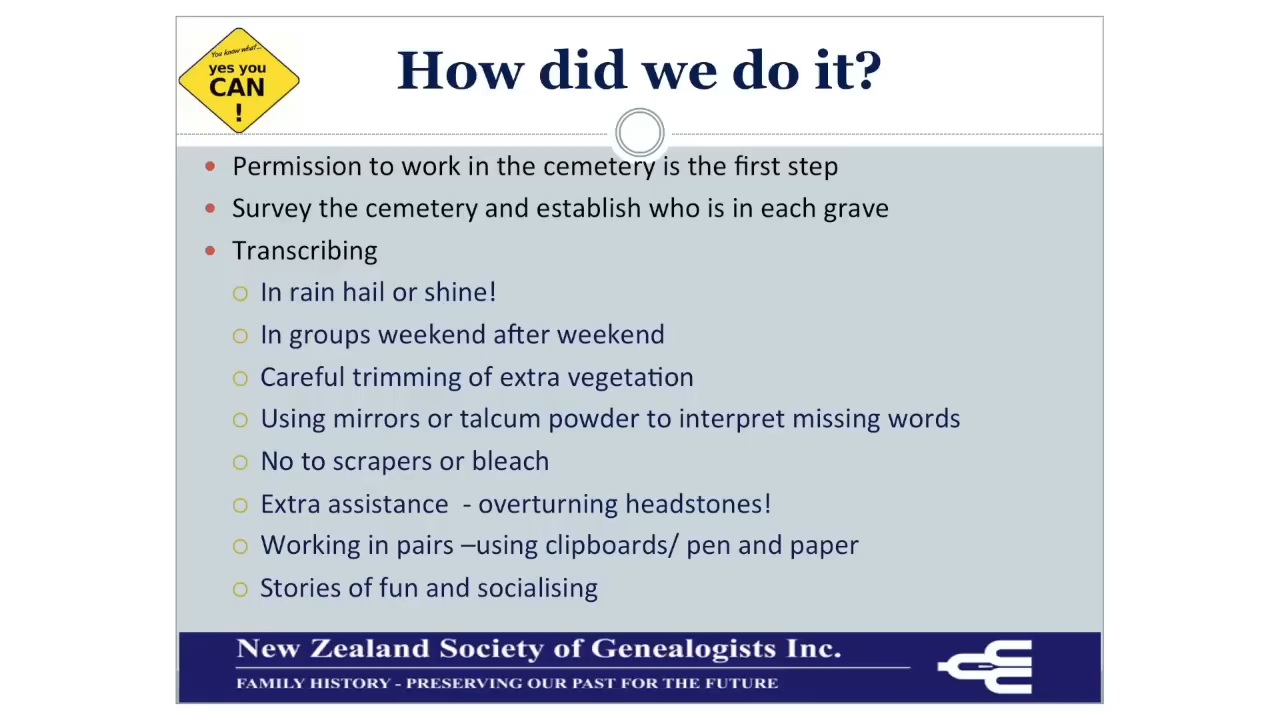 You know what...
yes you
CAN
!
How did we do it?
Permission to work in the cemetery is the first step
Survey the cemetery and establish who is in each grave
Transcribing
In rain hail or shine!
In groups weekend after weekend
Careful trimming of extra vegetation
Using mirrors or talcum powder to interpret missing words
No to scrapers or bleach
Extra assistance  - overturning headstones!
Working in pairs –using clipboards/ pen and paper
Stories of fun and socialising
New Zealand Society of Genealogists Inc.
FAMILY HISTORY - PRESERVING OUR PAST FOR THE FUTURE